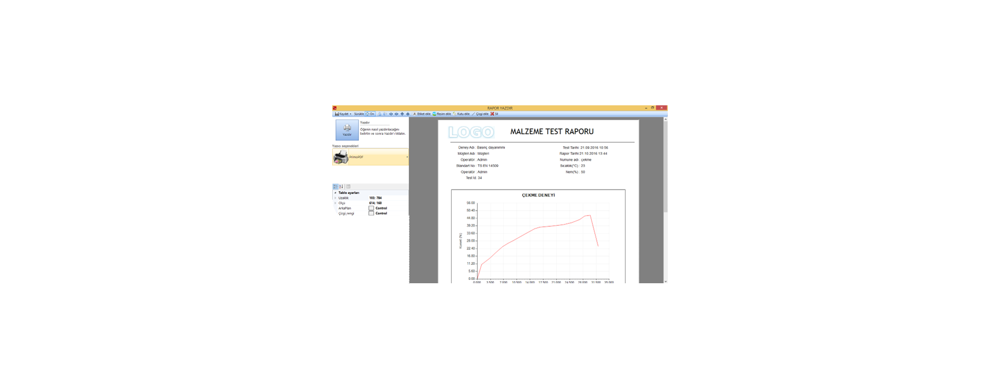 RAPOR YAZDIR
Kaydet Sürükle On Etiket ekle Resim ekle Kutu ekle Çizgi ekle Sil
Yazdır
Öğenin nasıl yazdırılacağını
belirtin ve sonra Yazdır'ı tıklatın.
Yazdır
Yazıcı seçenekleri
PrimoPDF
Tablo ayarları
Uzaklık 103; 784
Ölçü 614; 160
ArkaPlan Control
Çizgi_rengi Control
LOGO
MALZEME TEST RAPORU
Deney Adı : Basınç dayanımmı
Müşteri Adı : Müşteri
Operatör : Admin
Standart No : TS EN 14509
Operatör : Admin
Test Id: 34
Test Tarihi: 21.09.2016 10:56
Rapor Tarihi:21.10.2016 13:44
Numune adı : çekme
Sıcaklık(°C) : 23
Nem(%) : 50
ÇEKME DENEYİ
56.00
50.40
44.80
39.20
33.60
28.00
22.40
16.80
11.20
5.60
0.00
Kuvvet (N.)
0.000 3.500 7.000 10.500 14.000 17.500 21.000 24.500 28.000 31.500 35.000